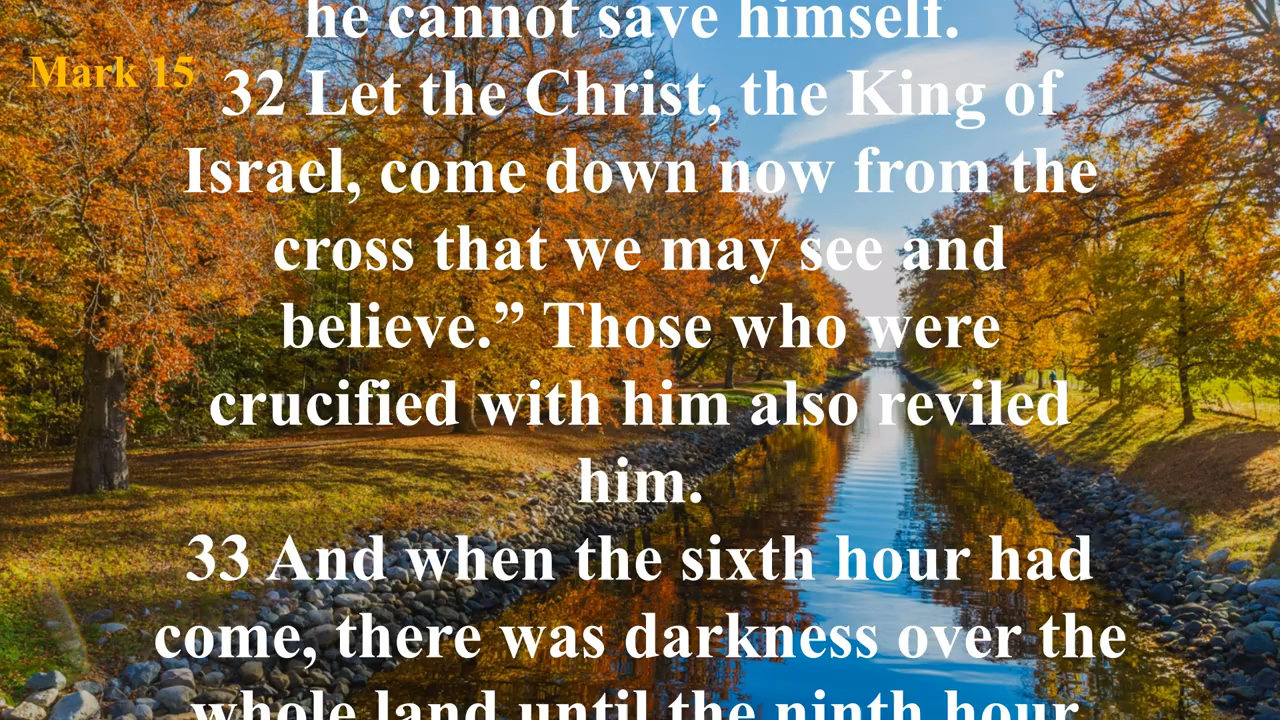 he cannot save himself.
Mark 15
32 Let the Christ, the King of
Israel, come down now from the
cross that we may see and
believe.” Those who were
crucified with him also reviled
him.
33 And when the sixth hour had
come, there was darkness over the
whole land until the ninth hour